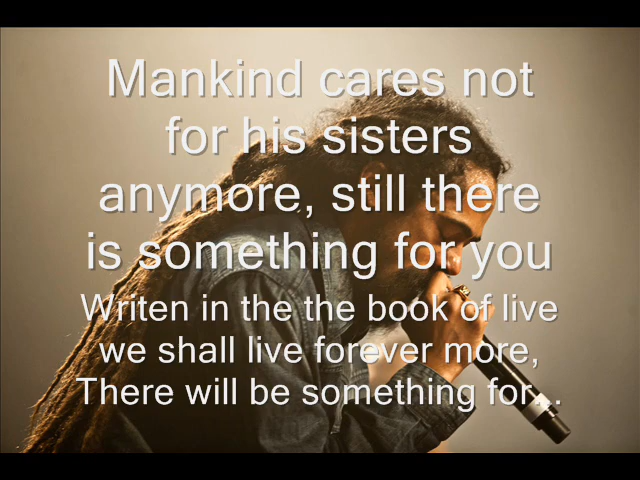 Mankind cares not
for his sisters
anymore, still there
is something for you
Writen in the the book of live
we shall live forever more,
There will be something for...